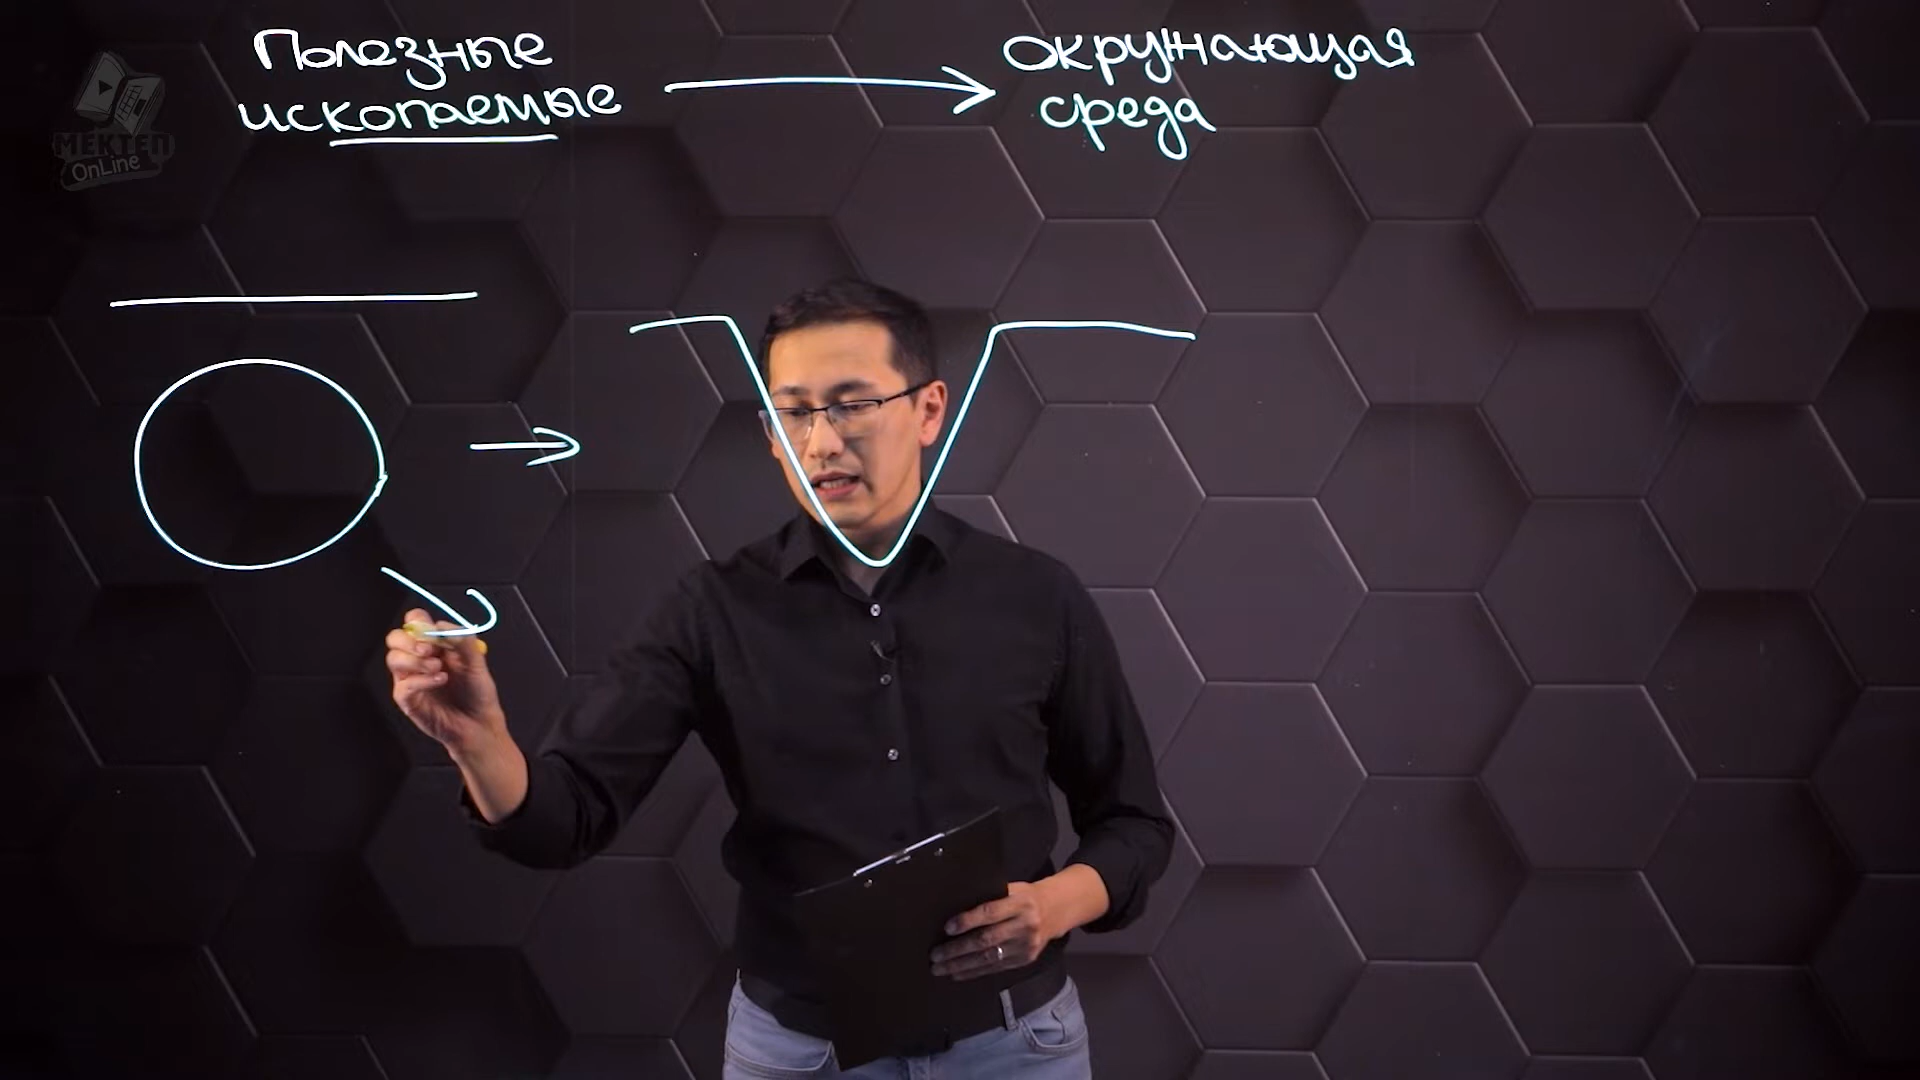 Полезные
ископаемые
окружающая
среда
МЕКТЕП
OnLine